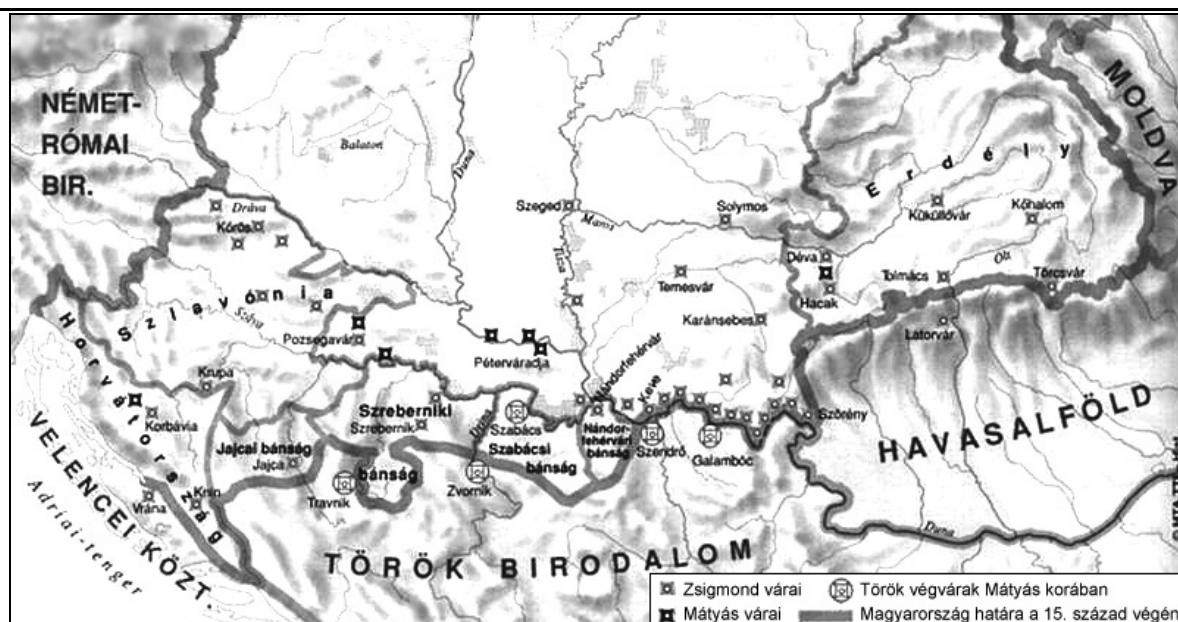 NÉMET-
RÓMAI
BIR.
MOLDVA
Erdély
Balaton
Duna
Dráva
Kőrös
Szeged
Maros
Solymos
Küküllővár
Kőhalom
Tisza
Déva
Hacak
Tolmács
Olt
Törcsvár
Temesvár
Karánsebes
Latorvár
Szlavónia
Horvátország
Pozsegavár
Péterváradja
Nándorfehérvár
Keve
Krupa
Korbávia
Szreberniki
Szrebernik
bánság
Szabács
Szabácsi
bánság
Nándor-
fehérvári
bánság
Szendrő
Galambóc
Szörény
HAVASALFÖLD
Jajcai bánság
Jajca
Travnik
Zvornik
Vrána
Knin
VELENCEI KÖZT.
Adriai-tenger
Duna
TÖRÖK BIRODALOM
Zsigmond várai
Török végvárak Mátyás korában
Mátyás várai
Magyarország határa a 15. század végén